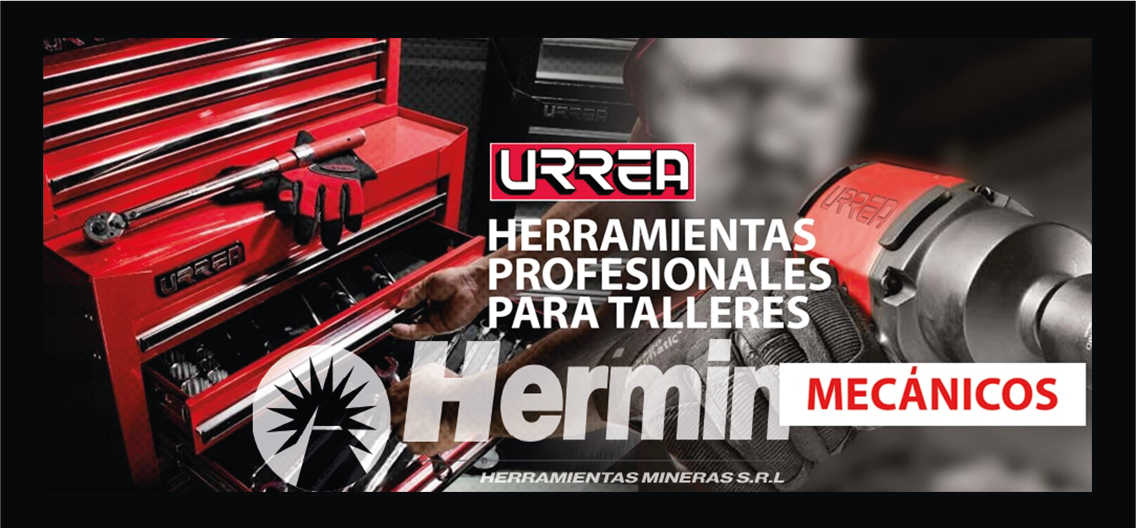 URREA
URREA
HERRAMIENTAS
PROFESIONALES
PARA TALLERES
MECÁNICOS
URREA
URREA
Hermin
HERRAMIENTAS MINERAS S.R.L